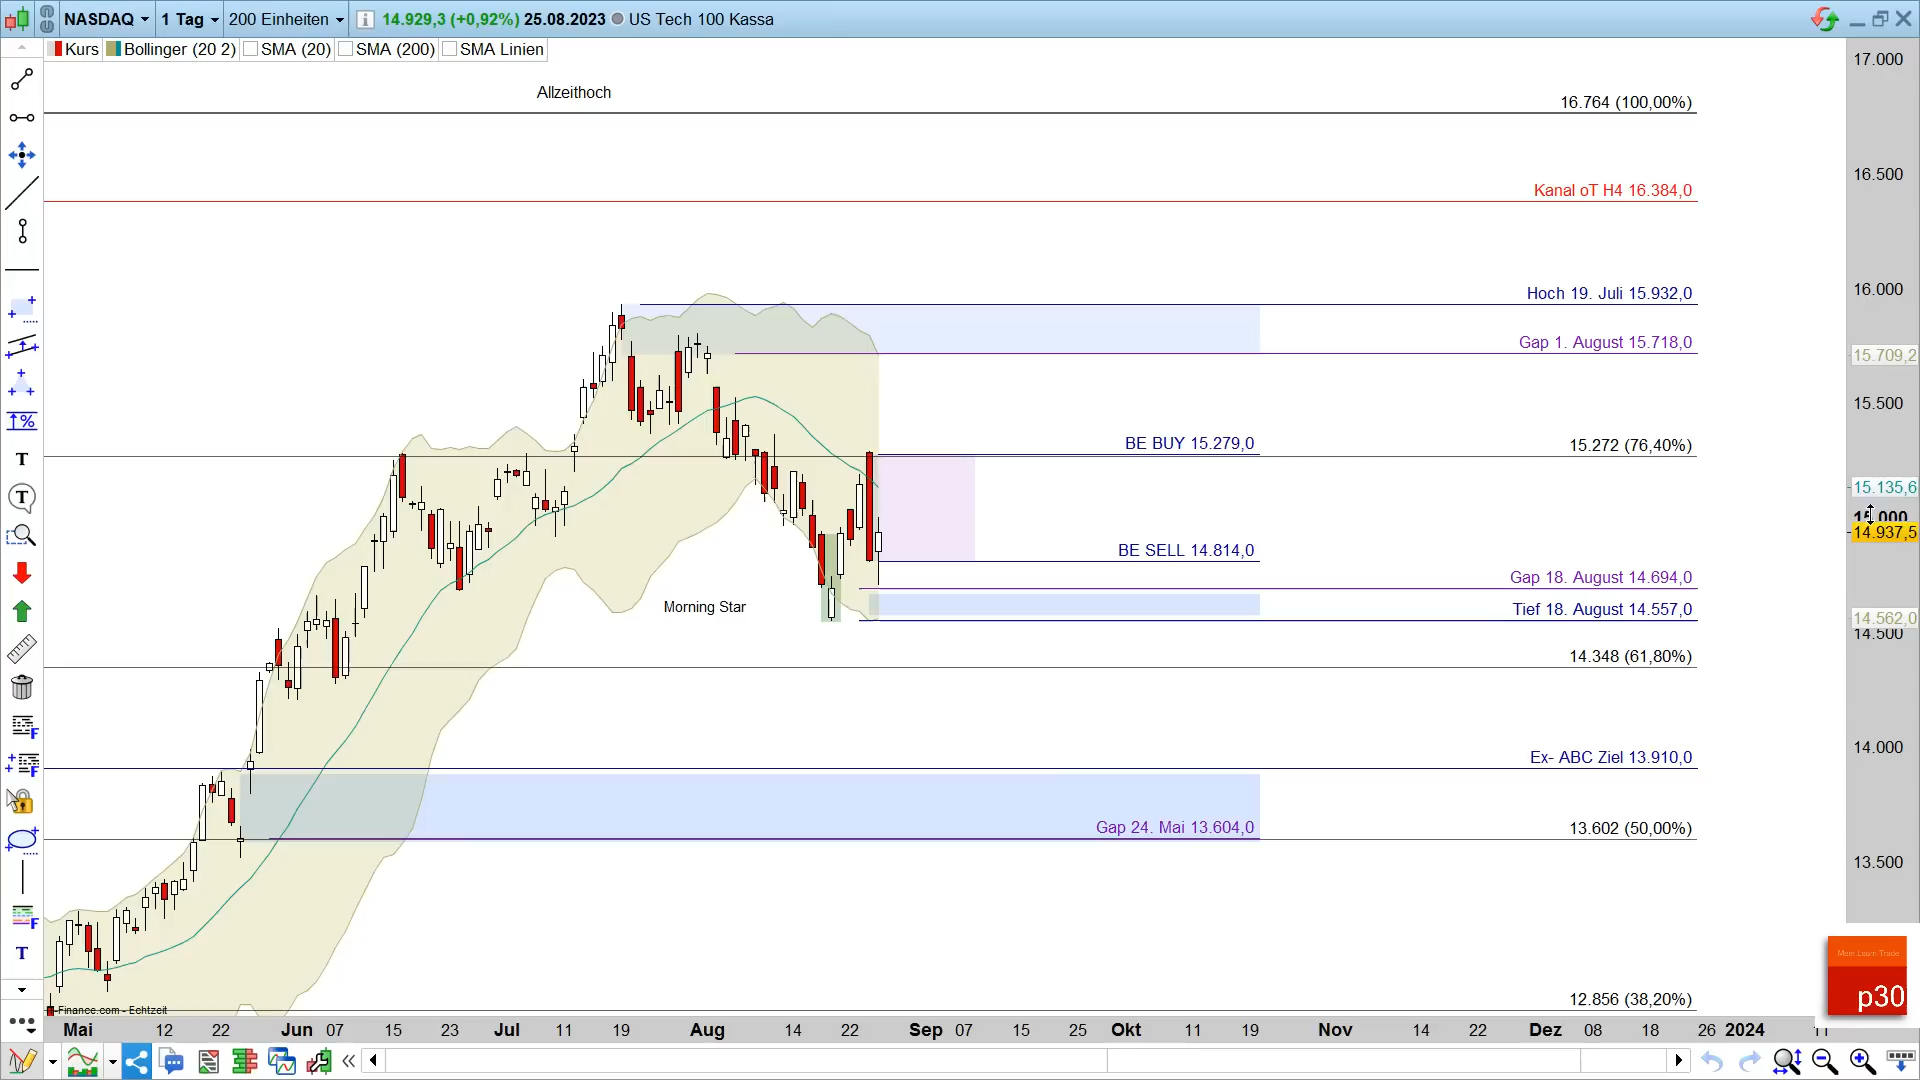 NASDAQ 1 Tag 200 Einheiten 14.929,3 (+0,92%) 25.08.2023 US Tech 100 Kassa
Kurs Bollinger (20 2) SMA (20) SMA (200) SMA Linien
17.000
Allzeithoch
16.764 (100,00%)
16.500
Kanal oT H4 16.384,0
16.000
Hoch 19. Juli 15.932,0
Gap 1. August 15.718,0
15.709,2
15.500
BE BUY 15.279,0
15.272 (76,40%)
15.135,6
15.000
14.937,5
BE SELL 14.814,0
Gap 18. August 14.694,0
Morning Star
Tief 18. August 14.557,0
14.562,0
14.500
14.348 (61,80%)
14.000
Ex- ABC Ziel 13.910,0
Gap 24. Mai 13.604,0
13.602 (50,00%)
13.500
12.856 (38,20%)
-Finance.com - Echtzeit
Mai 12 22 Jun 07 15 23 Jul 11 19 Aug 14 22 Sep 07 15 25 Okt 11 19 Nov 14 22 Dez 08 18 26 2024 11
p30